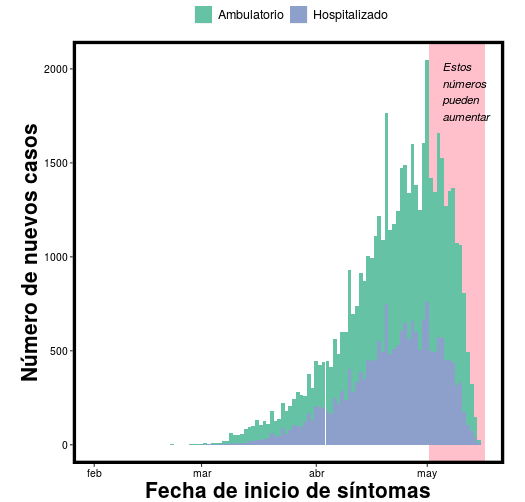 Ambulatorio Hospitalizado
Número de nuevos casos
2000
1500
1000
500
0
Estos
números
pueden
aumentar
feb mar abr may
Fecha de inicio de síntomas